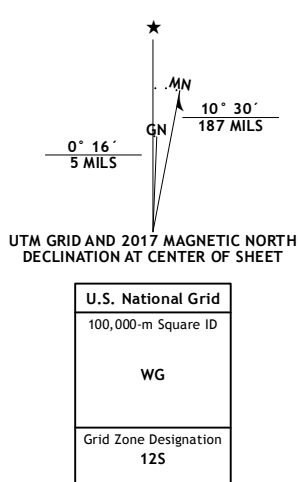 ★
MN
GN
10° 30´
187 MILS
0° 16´
5 MILS
UTM GRID AND 2017 MAGNETIC NORTH
DECLINATION AT CENTER OF SHEET
U.S. National Grid
100,000-m Square ID
WG
Grid Zone Designation
12S